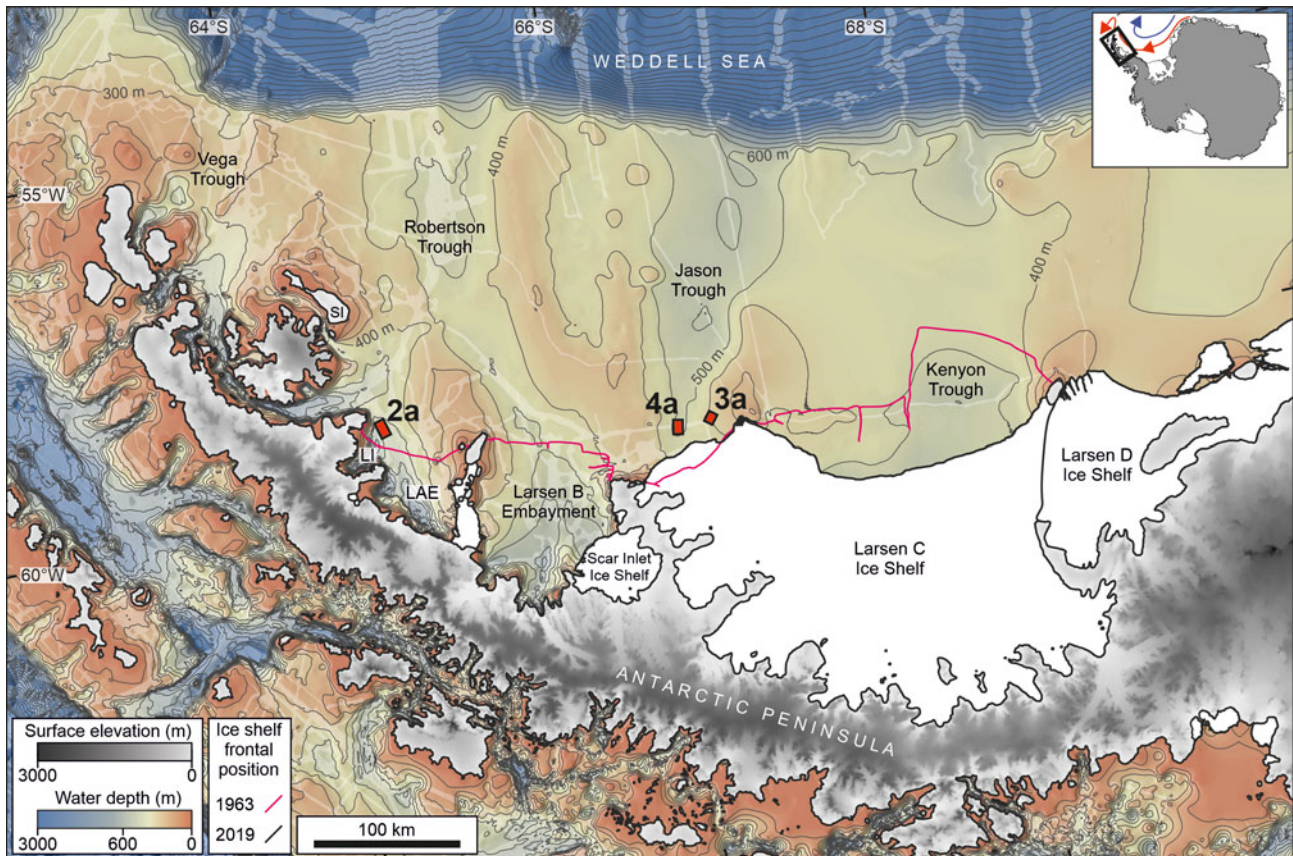 64°S
66°S
68°S
WEDDELL SEA
300 m
Vega
Trough
55°W
400 m
600 m
Robertson
Trough
Jason
Trough
400 m
SI
400 m
500 m
Kenyon
Trough
2a
4a
3a
LI
LAE
Larsen B
Embayment
Scar Inlet
Ice Shelf
Larsen C
Ice Shelf
Larsen D
Ice Shelf
60°W
ANTARCTIC PENINSULA
Surface elevation (m)
3000 0
Water depth (m)
3000 600 0
Ice shelf
frontal
position
1963
2019
100 km